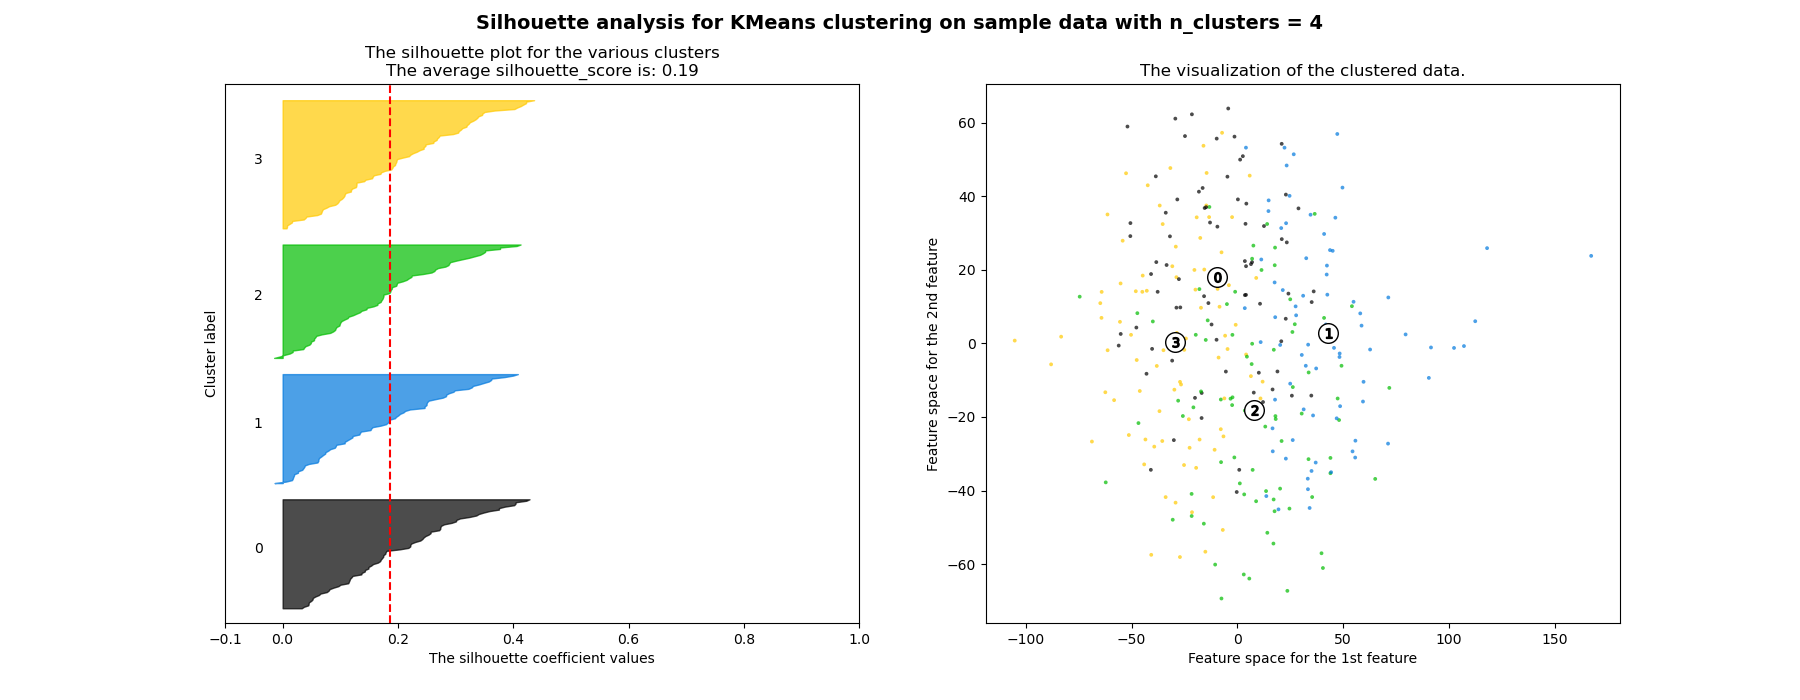 Silhouette analysis for KMeans clustering on sample data with n_clusters = 4
The silhouette plot for the various clusters
The average silhouette_score is: 0.19
Cluster label
3
2
1
0
−0.1 0.0 0.2 0.4 0.6 0.8 1.0
The silhouette coefficient values
The visualization of the clustered data.
Feature space for the 2nd feature
60
40
20
0
−20
−40
−60
0
1
3
2
−100 −50 0 50 100 150
Feature space for the 1st feature